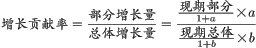 增长贡献率 = 部分增长量 / 总体增长量 = (现期部分 / 1+a × a) / (现期总体 / 1+b × b)